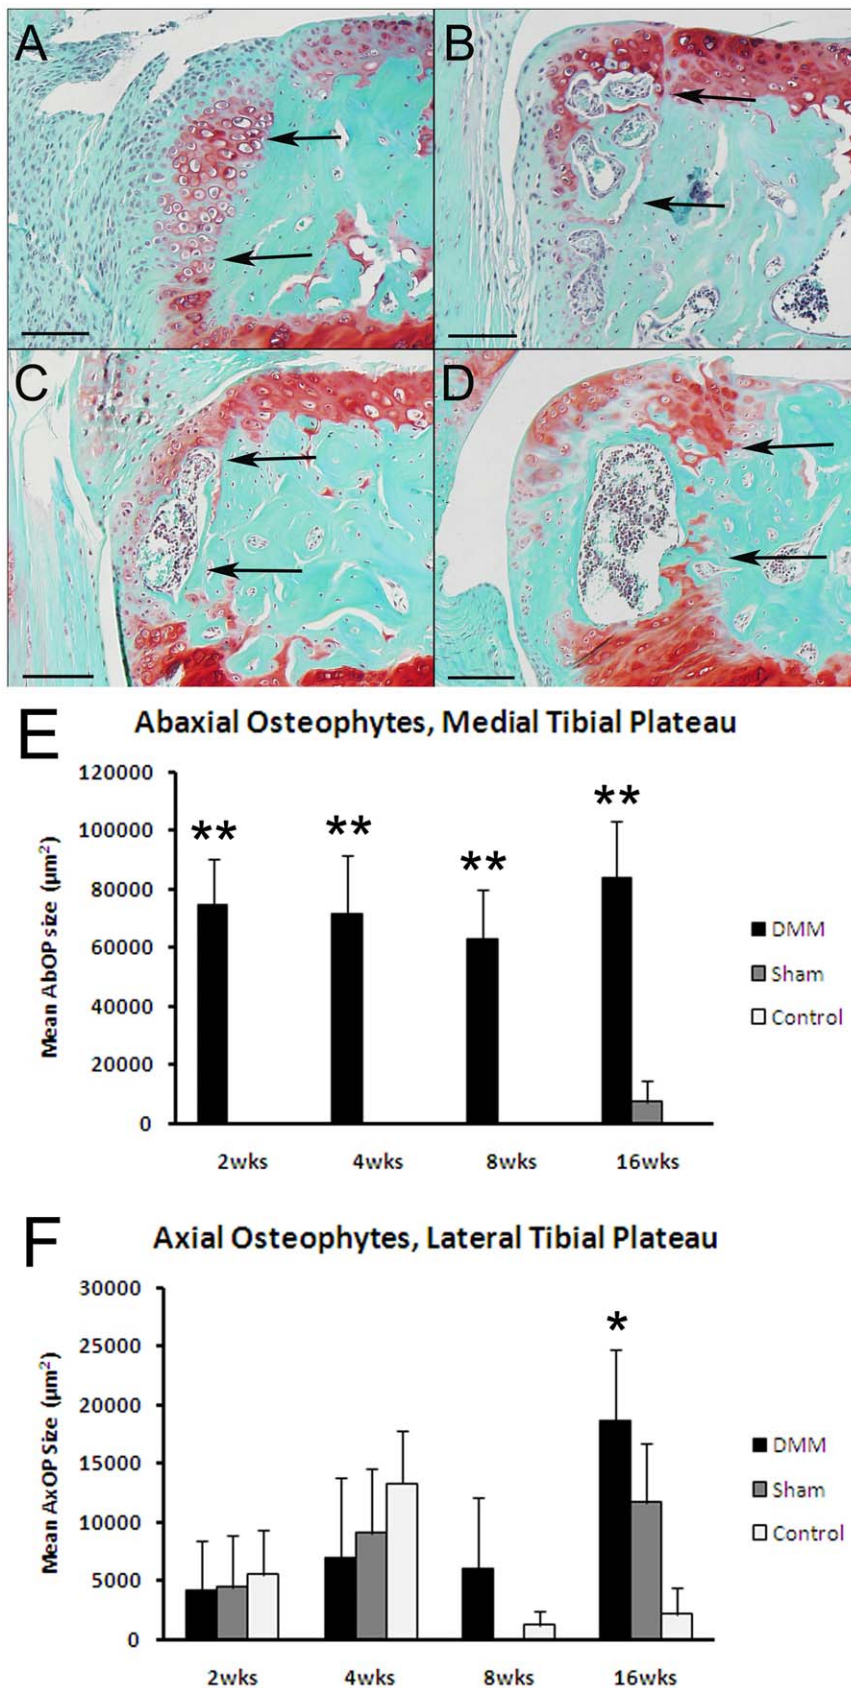 A
B
C
D
E
Abaxial Osteophytes, Medial Tibial Plateau
Mean AbOP size (µm²)
120000
100000
80000
60000
40000
20000
0
**
**
**
**
2wks
4wks
8wks
16wks
DMM
Sham
Control
F
Axial Osteophytes, Lateral Tibial Plateau
Mean AxOP Size (µm²)
30000
25000
20000
15000
10000
5000
0
*
2wks
4wks
8wks
16wks
DMM
Sham
Control